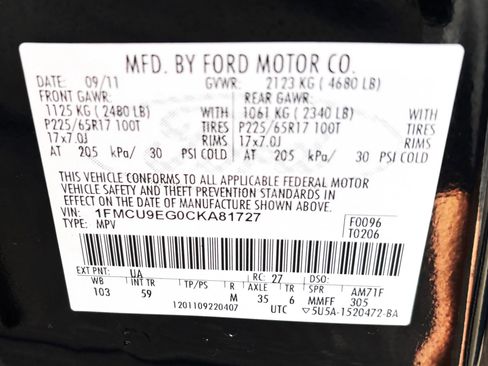 MFD. BY FORD MOTOR CO.
DATE: 09/11 GVWR: 2123 KG ( 4680 LB)
FRONT GAWR: REAR GAWR:
1125 KG ( 2480 LB) WITH 1061 KG ( 2340 LB) WITH
P225/65R17 100T TIRES P225/65R17 100T TIRES
17x7.0J RIMS 17x7.0J RIMS
AT 205 kPa/ 30 PSI COLD AT 205 kPa/ 30 PSI COLD
THIS VEHICLE CONFORMS TO ALL APPLICABLE FEDERAL MOTOR
VEHICLE SAFETY AND THEFT PREVENTION STANDARDS IN
EFFECT ON THE DATE OF MANUFACTURE SHOWN ABOVE.
VIN: 1FMCU9EG0CKA81727 F0096
TYPE: MPV T0206
EXT PNT: UA RC: 27 DSO:
WB INT TR TP/PS R AXLE TR SPR AM71F
103 59 M 35 6 MMFF 305
1201109220407 UTC ▽5U5A-1520472-BA